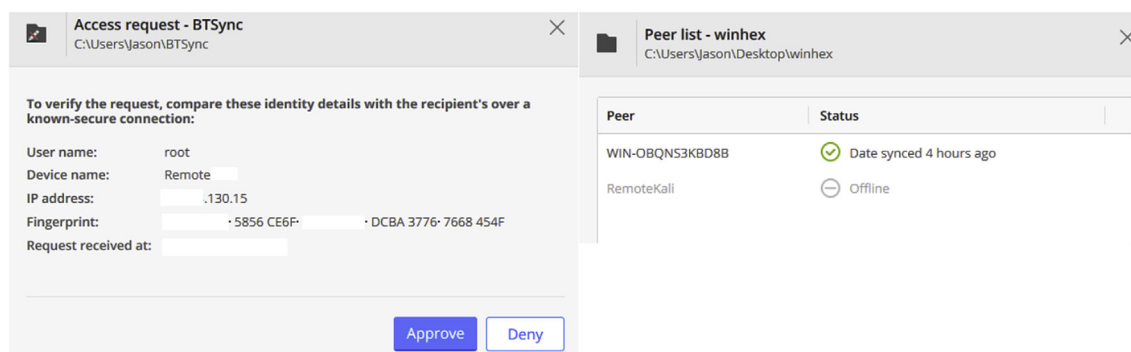 Access request - BTSync
C:\Users\Jason\BTSync
To verify the request, compare these identity details with the recipient's over a
known-secure connection:
User name: root
Device name: Remote
IP address: .130.15
Fingerprint: · 5856 CE6F· · DCBA 3776· 7668 454F
Request received at:
Approve
Deny
Peer list - winhex
C:\Users\Jason\Desktop\winhex
Peer Status
WIN-OBQNS3KBD8B Date synced 4 hours ago
RemoteKali Offline